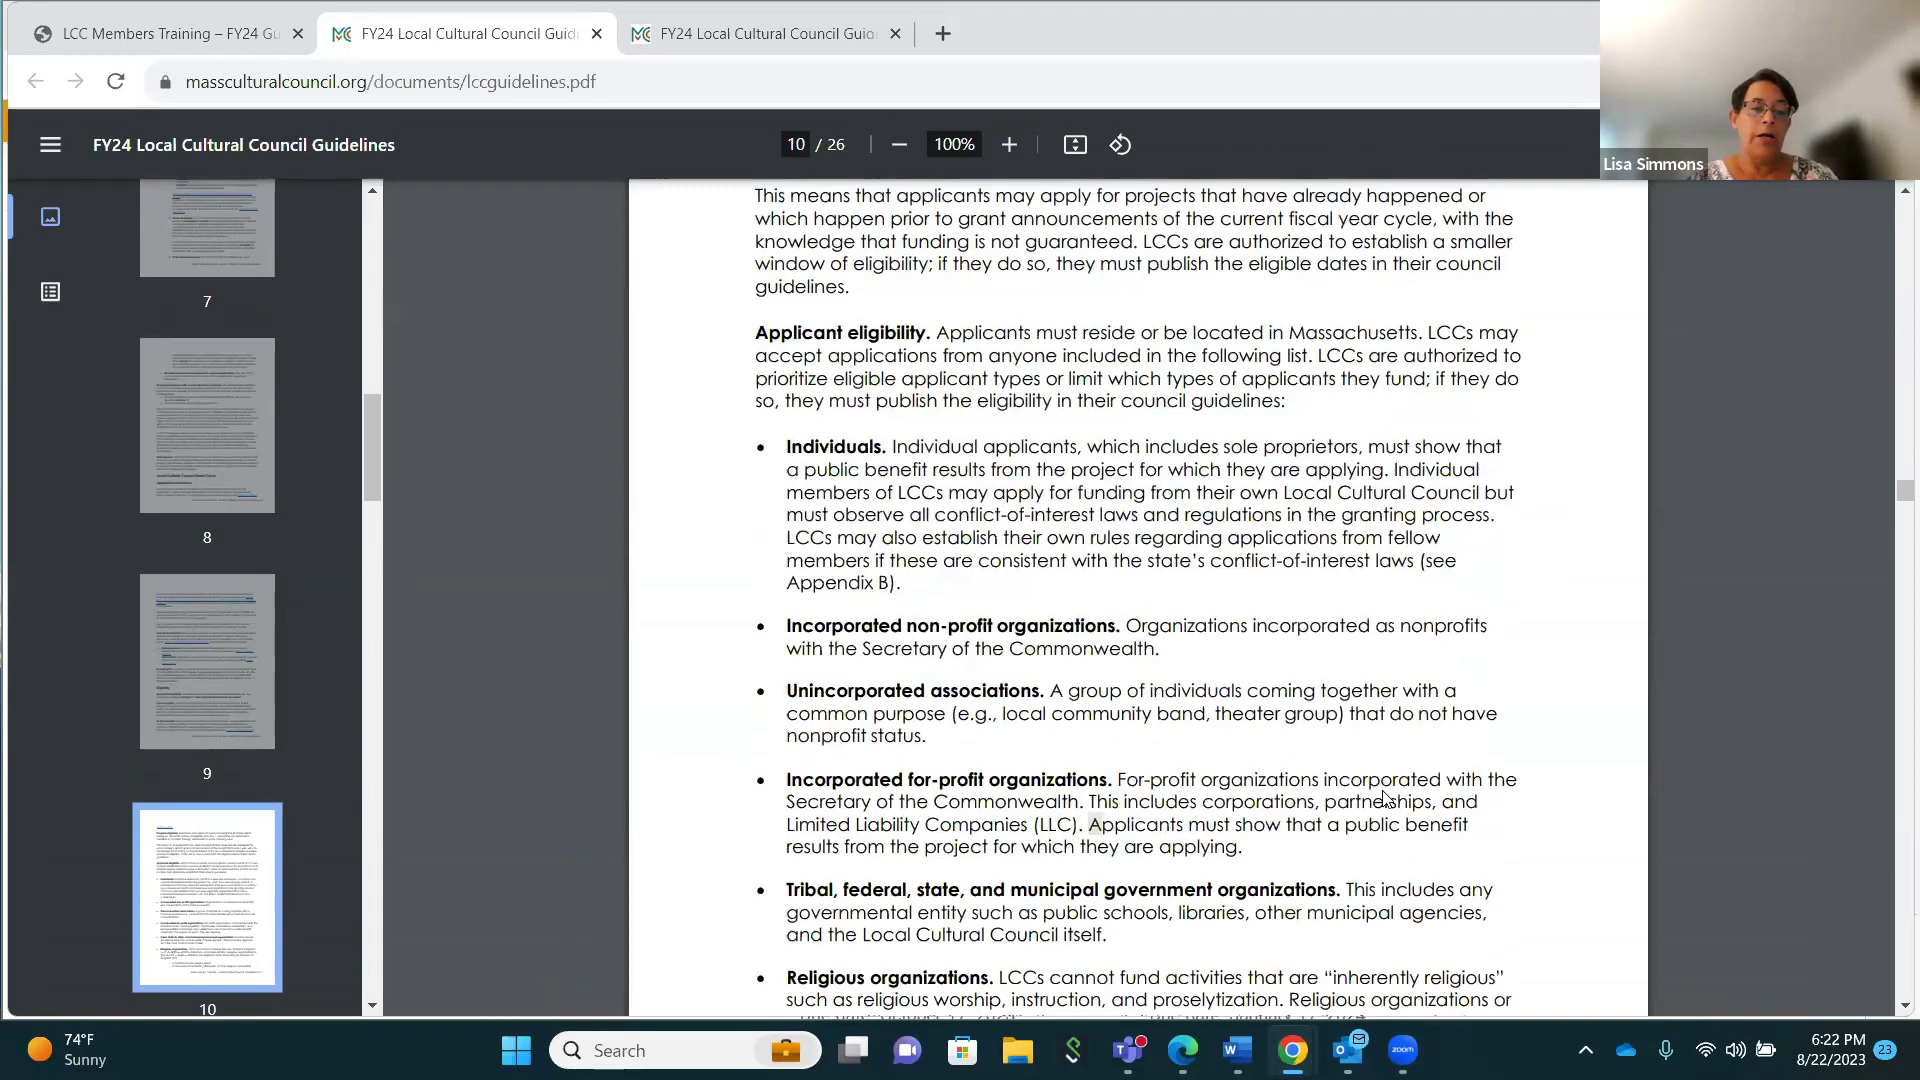 LCC Members Training – FY24 Gu
FY24 Local Cultural Council Guid
FY24 Local Cultural Council Guid
massculturalcouncil.org/documents/lccguidelines.pdf
FY24 Local Cultural Council Guidelines
10 / 26
100%
Lisa Simmons
7
8
9
10
This means that applicants may apply for projects that have already happened or
which happen prior to grant announcements of the current fiscal year cycle, with the
knowledge that funding is not guaranteed. LCCs are authorized to establish a smaller
window of eligibility; if they do so, they must publish the eligible dates in their council
guidelines.
Applicant eligibility. Applicants must reside or be located in Massachusetts. LCCs may
accept applications from anyone included in the following list. LCCs are authorized to
prioritize eligible applicant types or limit which types of applicants they fund; if they do
so, they must publish the eligibility in their council guidelines:
• Individuals. Individual applicants, which includes sole proprietors, must show that
a public benefit results from the project for which they are applying. Individual
members of LCCs may apply for funding from their own Local Cultural Council but
must observe all conflict-of-interest laws and regulations in the granting process.
LCCs may also establish their own rules regarding applications from fellow
members if these are consistent with the state’s conflict-of-interest laws (see
Appendix B).
• Incorporated non-profit organizations. Organizations incorporated as nonprofits
with the Secretary of the Commonwealth.
• Unincorporated associations. A group of individuals coming together with a
common purpose (e.g., local community band, theater group) that do not have
nonprofit status.
• Incorporated for-profit organizations. For-profit organizations incorporated with the
Secretary of the Commonwealth. This includes corporations, partnerships, and
Limited Liability Companies (LLC). Applicants must show that a public benefit
results from the project for which they are applying.
• Tribal, federal, state, and municipal government organizations. This includes any
governmental entity such as public schools, libraries, other municipal agencies,
and the Local Cultural Council itself.
• Religious organizations. LCCs cannot fund activities that are “inherently religious”
such as religious worship, instruction, and proselytization. Religious organizations or
74°F
Sunny
Search
zoom
6:22 PM
8/22/2023
23